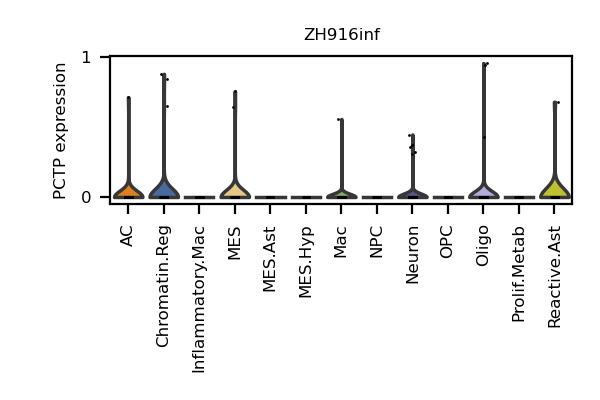 ZH916inf
PCTP expression
1
0
AC
Chromatin.Reg
Inflammatory.Mac
MES
MES.Ast
MES.Hyp
Mac
NPC
Neuron
OPC
Oligo
Prolif.Metab
Reactive.Ast